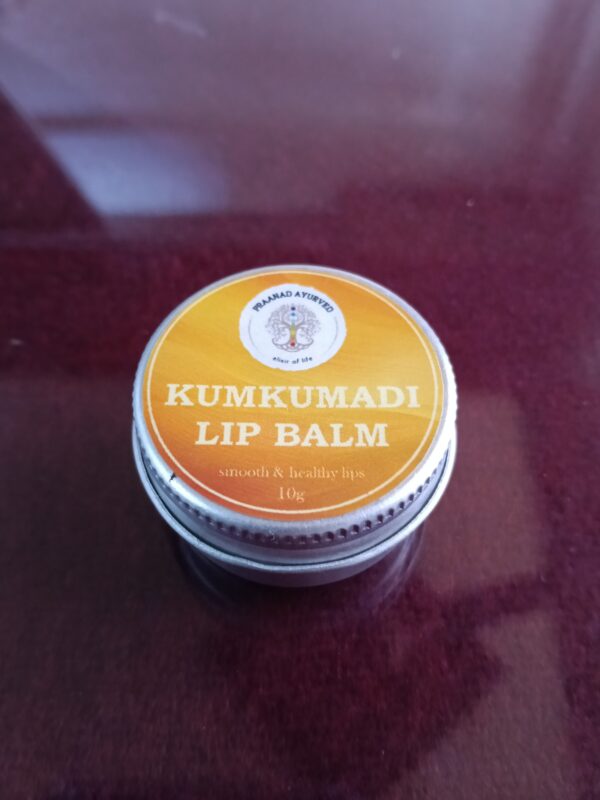 PRAANAD AYURVED
elixir of life
KUMKUMADI
LIP BALM
smooth & healthy lips
10g